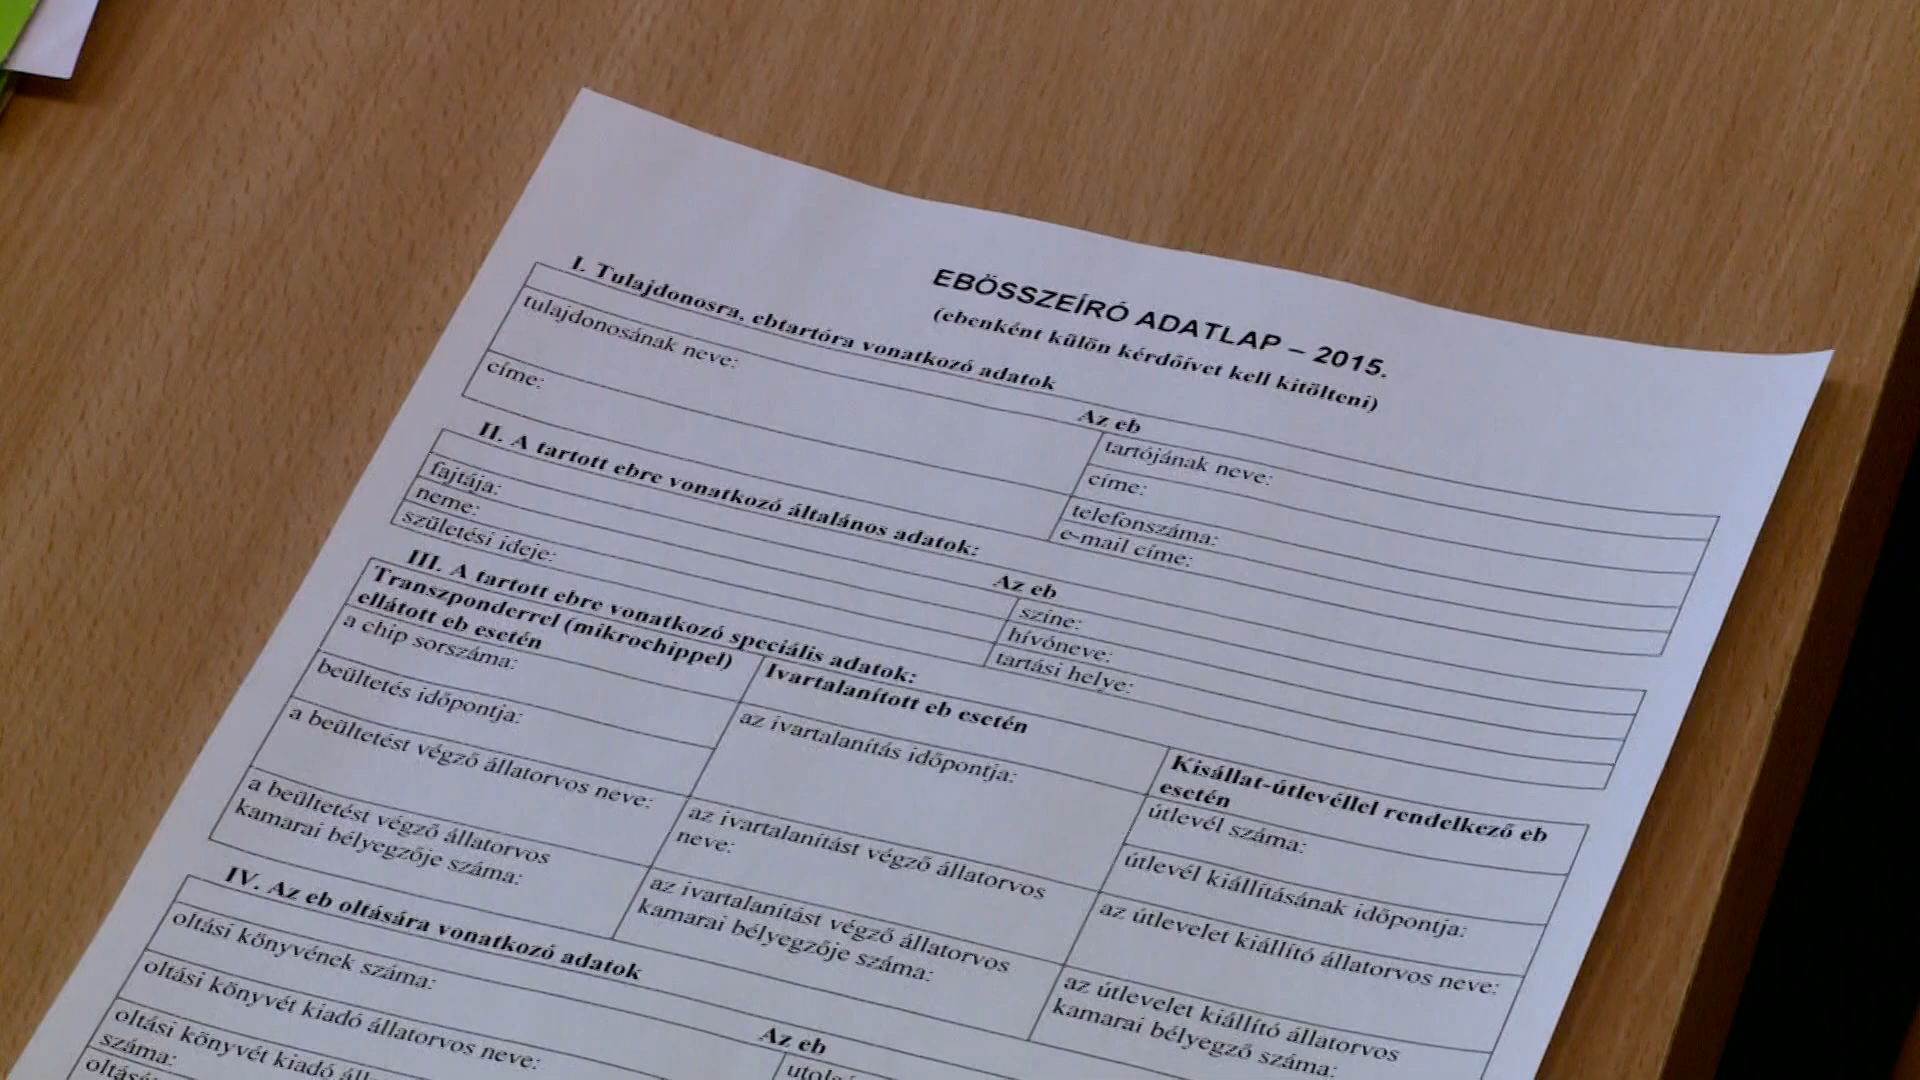 EBÖSSZEÍRÓ ADATLAP – 2015.
(ebenként külön kérdőívet kell kitölteni)
I. Tulajdonosra, ebtartóra vonatkozó adatok
Az eb
tulajdonosának neve:
címe:
tartójának neve:
címe:
telefonszáma:
e-mail címe:
II. A tartott ebre vonatkozó általános adatok:
Az eb
fajtája:
neme:
születési ideje:
színe:
hívóneve:
tartási helye:
III. A tartott ebre vonatkozó speciális adatok:
Transzponderrel (mikrochippel)
ellátott eb esetén
a chip sorszáma:
beültetés időpontja:
a beültetést végző állatorvos neve:
a beültetést végző állatorvos
kamarai bélyegzője száma:
Ivartalanított eb esetén
az ivartalanítás időpontja:
az ivartalanítást végző állatorvos
neve:
az ivartalanítást végző állatorvos
kamarai bélyegzője száma:
Kisállat-útlevéllel rendelkező eb
esetén
útlevél száma:
útlevél kiállításának időpontja:
az útlevelet kiállító állatorvos neve:
az útlevelet kiállító állatorvos
kamarai bélyegző száma:
IV. Az eb oltására vonatkozó adatok
Az eb
oltási könyvének száma:
oltási könyvét kiadó állatorvos neve:
oltási könyvét kiadó
száma: